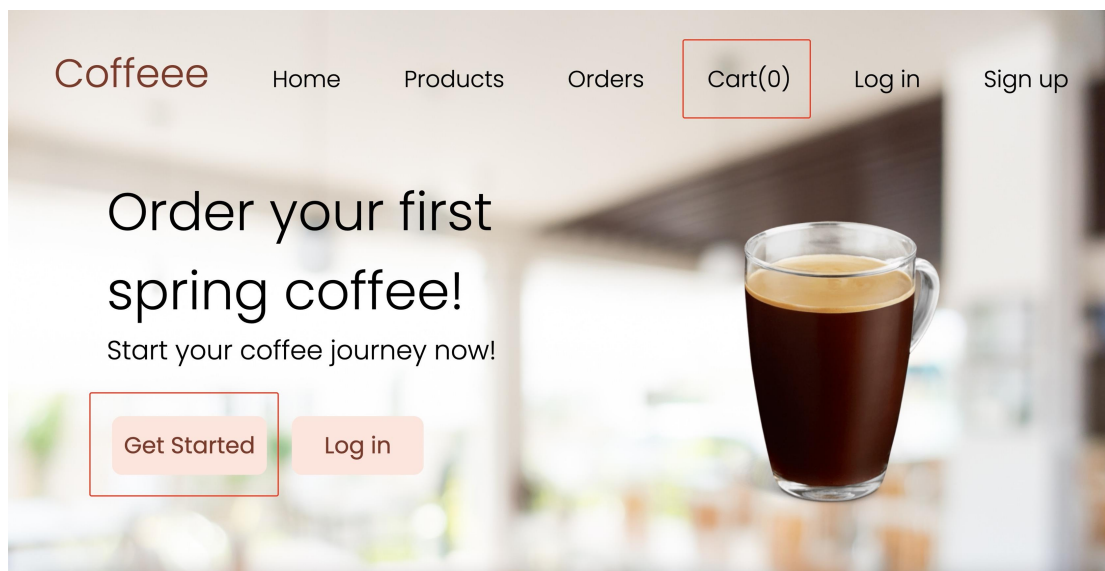 Coffeee
Home Products Orders Cart(0) Log in Sign up
Order your first
spring coffee!
Start your coffee journey now!
Get Started Log in